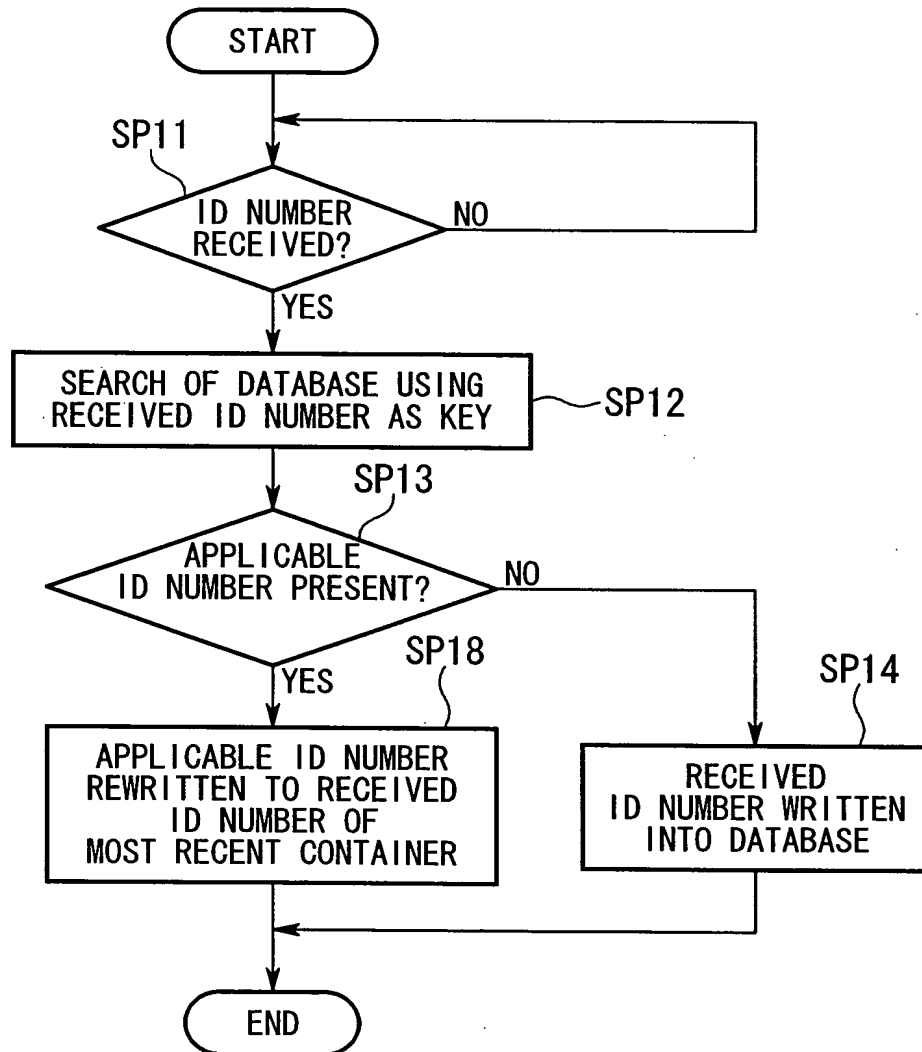 START
SP11
ID NUMBER
RECEIVED?
NO
YES
SEARCH OF DATABASE USING
RECEIVED ID NUMBER AS KEY
SP12
SP13
APPLICABLE
ID NUMBER PRESENT?
NO
YES
SP18
APPLICABLE ID NUMBER
REWRITTEN TO RECEIVED
ID NUMBER OF
MOST RECENT CONTAINER
SP14
RECEIVED
ID NUMBER WRITTEN
INTO DATABASE
END